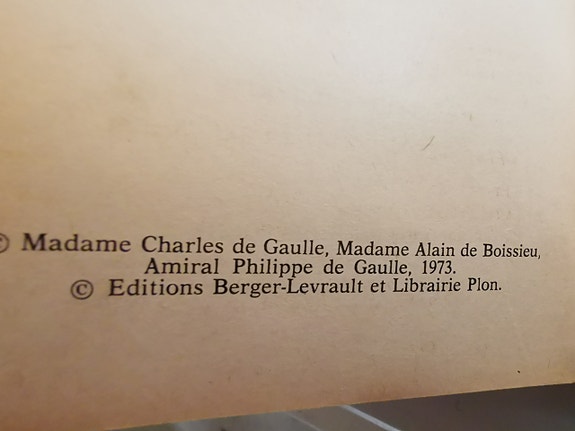 © Madame Charles de Gaulle, Madame Alain de Boissieu,
Amiral Philippe de Gaulle, 1973.
© Editions Berger-Levrault et Librairie Plon.